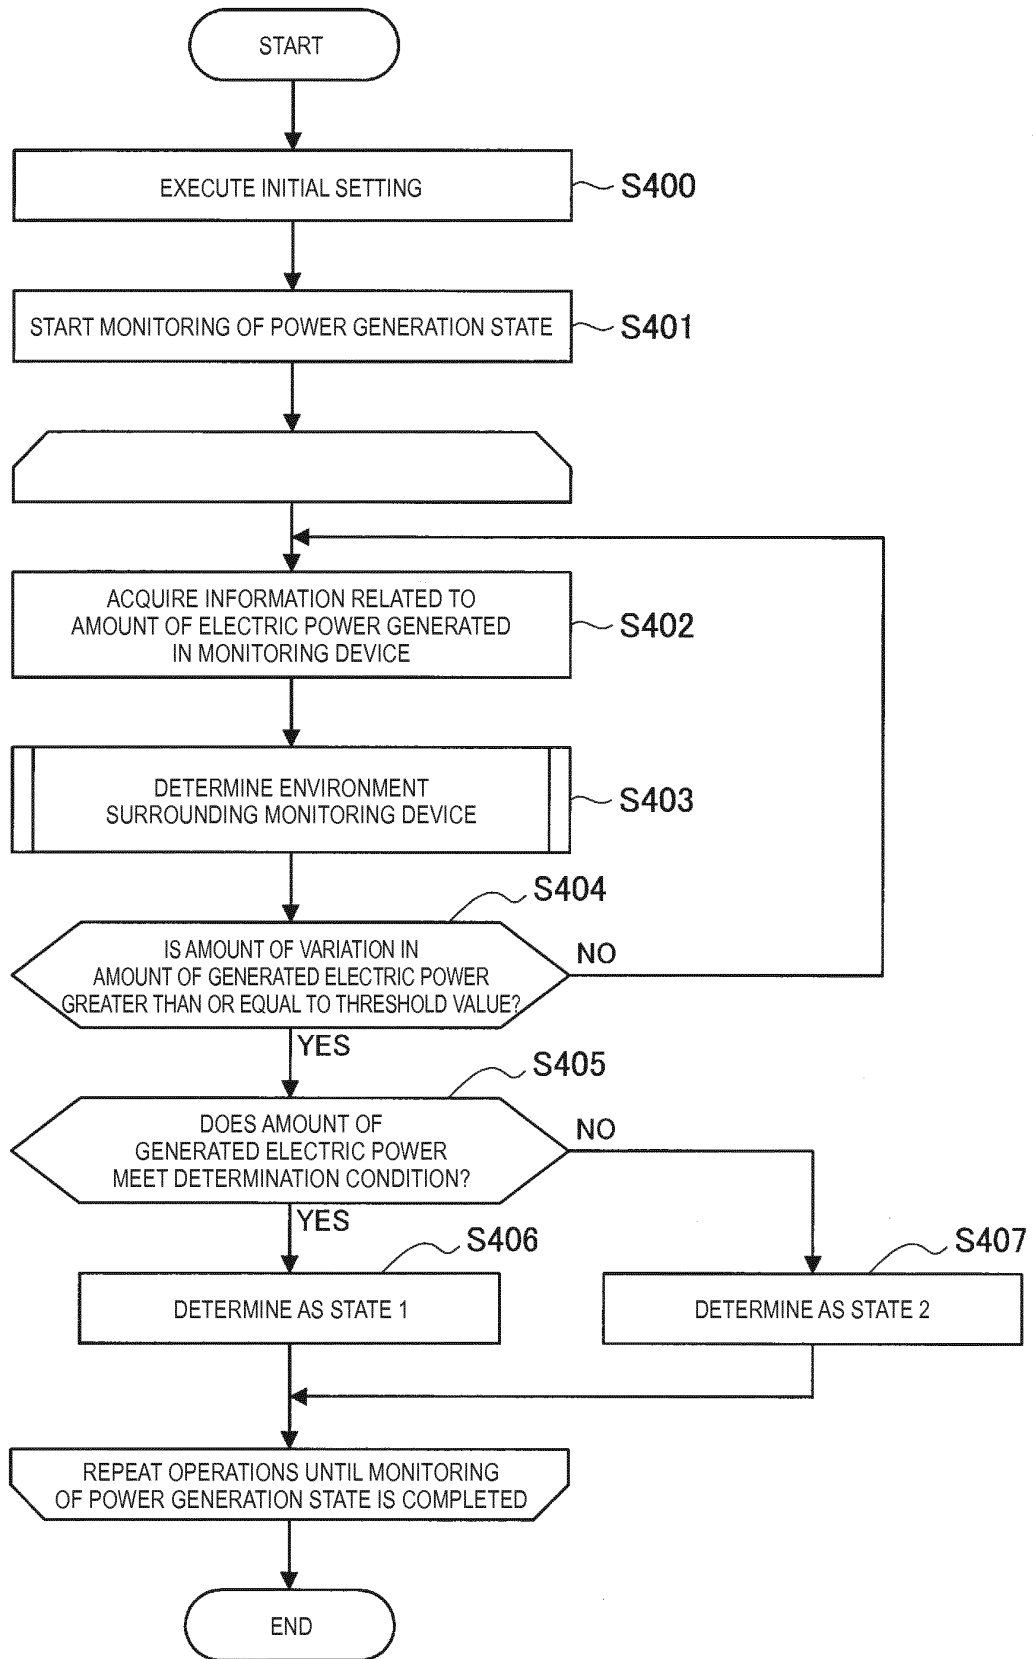 START
EXECUTE INITIAL SETTING
S400
START MONITORING OF POWER GENERATION STATE
S401
ACQUIRE INFORMATION RELATED TO
AMOUNT OF ELECTRIC POWER GENERATED
IN MONITORING DEVICE
S402
DETERMINE ENVIRONMENT
SURROUNDING MONITORING DEVICE
S403
S404
IS AMOUNT OF VARIATION IN
AMOUNT OF GENERATED ELECTRIC POWER
GREATER THAN OR EQUAL TO THRESHOLD VALUE?
NO
YES
S405
DOES AMOUNT OF
GENERATED ELECTRIC POWER
MEET DETERMINATION CONDITION?
NO
YES
S406
DETERMINE AS STATE 1
S407
DETERMINE AS STATE 2
REPEAT OPERATIONS UNTIL MONITORING
OF POWER GENERATION STATE IS COMPLETED
END